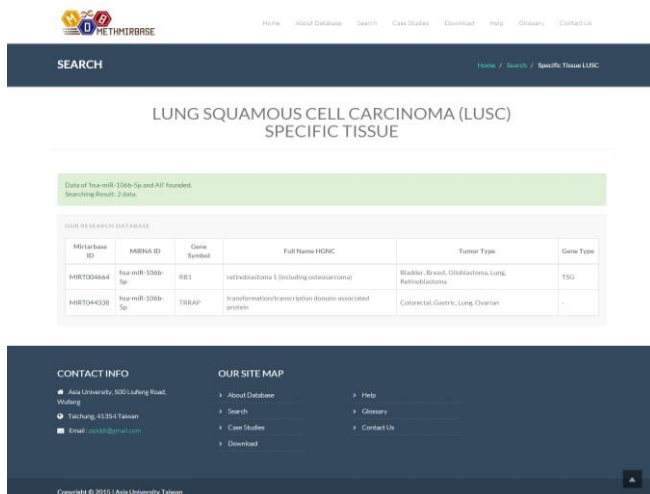 METHMIRBASE
Home About Database Search Case Studies Download Help Glossary Contact Us
SEARCH
Home / Search / Specific Tissue LUSC
LUNG SQUAMOUS CELL CARCINOMA (LUSC)
SPECIFIC TISSUE
Data of 'hsa-miR-106b-5p and All' founded.
Searching Result: 2 data.
OUR RESEARCH DATABASE
Mirtarbase ID MiRNA ID Gene Symbol Full Name HGNC Tumor Type Gene Type
MIRT004664 hsa-miR-106b-5p RB1 retinoblastoma 1 (including osteosarcoma) Bladder, Breast, Glioblastoma, Lung, Retinoblastoma TSG
MIRT044338 hsa-miR-106b-5p TRRAP transformation/transcription domain-associated protein Colorectal, Gastric, Lung, Ovarian -
CONTACT INFO
Asia University, 500 Liufeng Road,
Wufeng
Taichung, 41354 Taiwan
Email :
OUR SITE MAP
> About Database
> Search
> Case Studies
> Download
> Help
> Glossary
> Contact Us
Copyright © 2015 | Asia University Taiwan